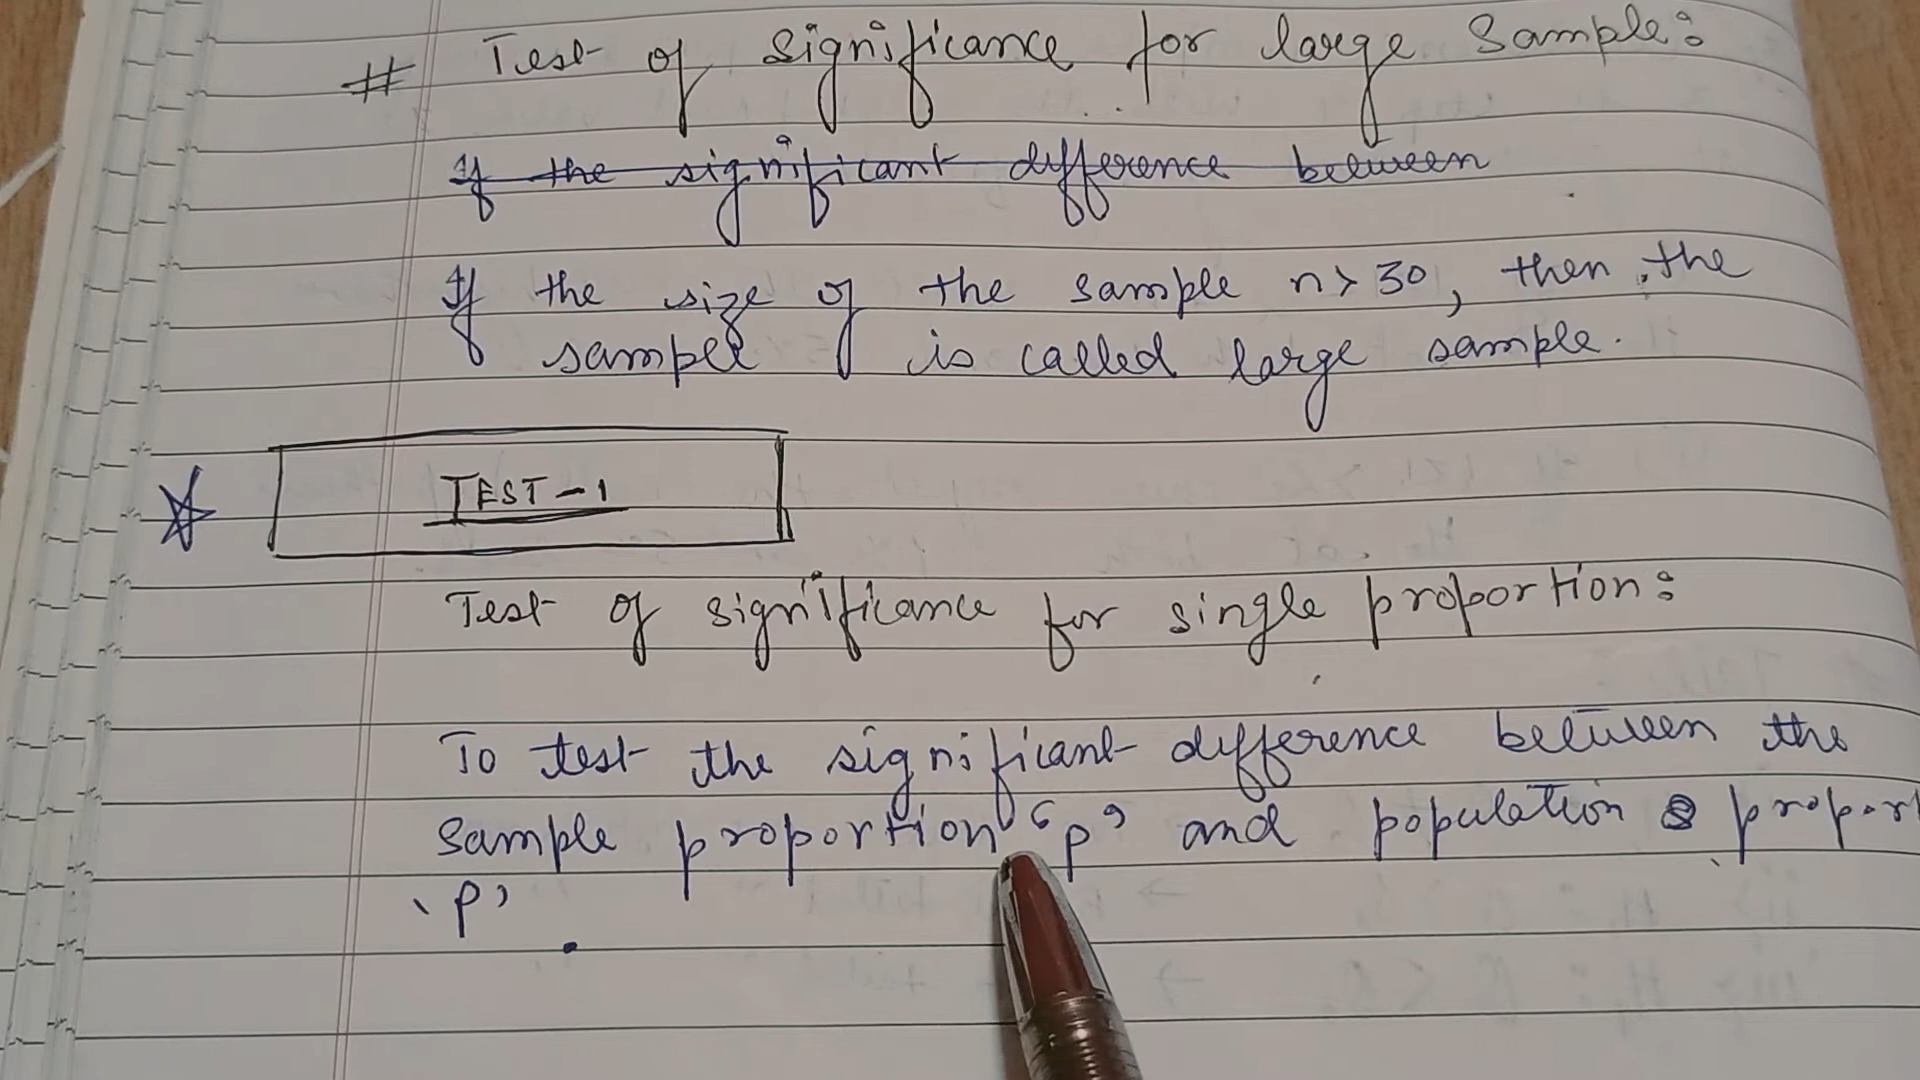 # Test of significance for large Sample:
If the significant difference between
If the size of the sample n > 30, then, the
sample is called large sample.
TEST-1
Test of significance for single proportion:
To test the significant difference between the
sample proportion 'p' and population propor
'P'.